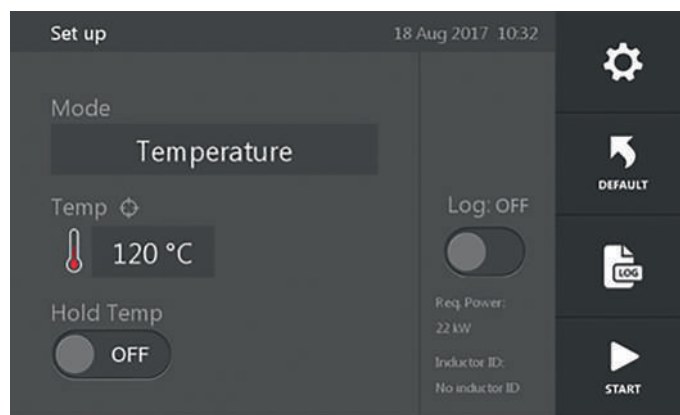 Set up
18 Aug 2017 10:32
Mode
Temperature
Temp
120 °C
Hold Temp
OFF
Log: OFF
Req. Power:
22 kW
Inductor ID:
No inductor ID
DEFAULT
LOG
START